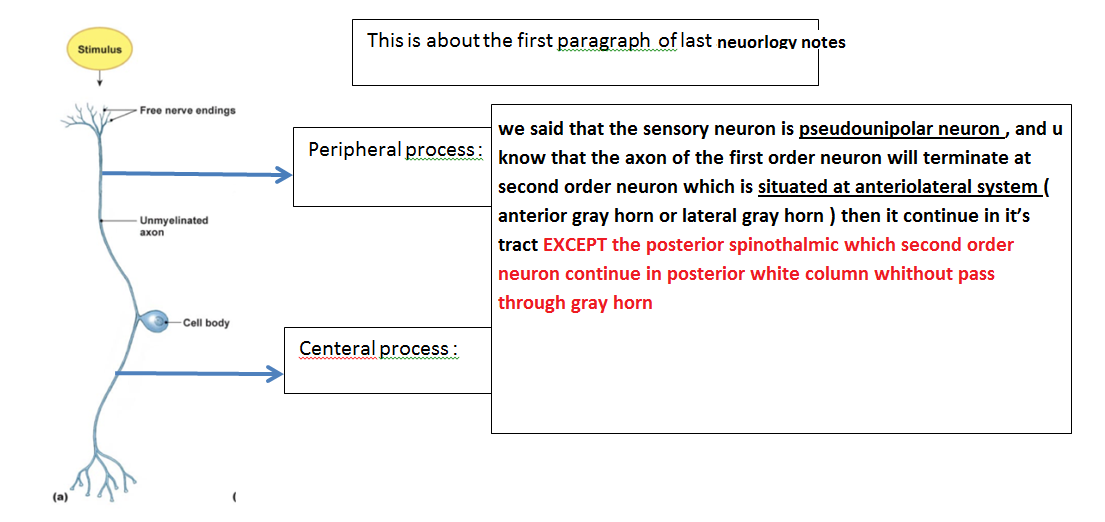 This is about the first paragraph of last neuorlogy notes
Stimulus
Free nerve endings
Peripheral process :
Unmyelinated
axon
Cell body
Centeral process :
(a)
(
we said that the sensory neuron is pseudounipolar neuron , and u
know that the axon of the first order neuron will terminate at
second order neuron which is situated at anteriolateral system (
anterior gray horn or lateral gray horn ) then it continue in it’s
tract EXCEPT the posterior spinothalmic which second order
neuron continue in posterior white column whithout pass
through gray horn